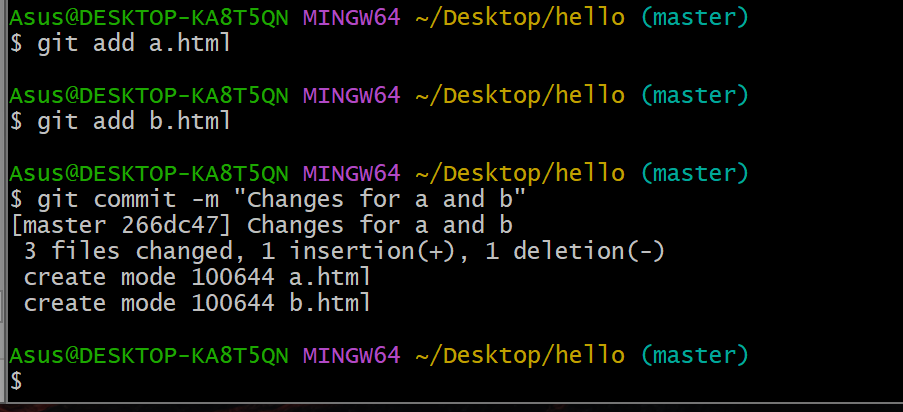 Asus@DESKTOP-KA8T5QN MINGW64 ~/Desktop/hello (master)
$ git add a.html
Asus@DESKTOP-KA8T5QN MINGW64 ~/Desktop/hello (master)
$ git add b.html
Asus@DESKTOP-KA8T5QN MINGW64 ~/Desktop/hello (master)
$ git commit -m "Changes for a and b"
[master 266dc47] Changes for a and b
 3 files changed, 1 insertion(+), 1 deletion(-)
 create mode 100644 a.html
 create mode 100644 b.html
Asus@DESKTOP-KA8T5QN MINGW64 ~/Desktop/hello (master)
$